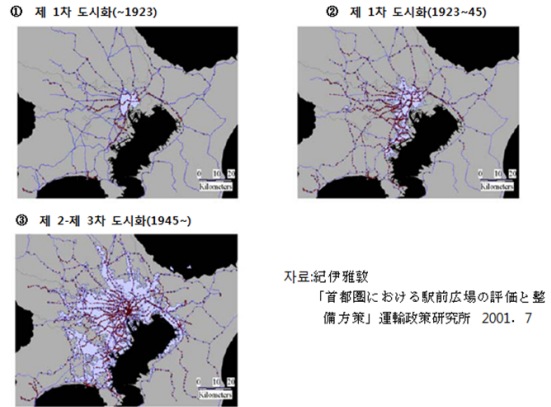 ① 제 1차 도시화(~1923)
② 제 1차 도시화(1923~45)
0 10 20
Kilometers
0 10 20
Kilometers
③ 제 2-제 3차 도시화(1945~)
0 10 20
Kilometers
자료:紀伊雅敦
「首都圏における駅前広場の評価と整
備方策」運輸政策研究所 2001. 7